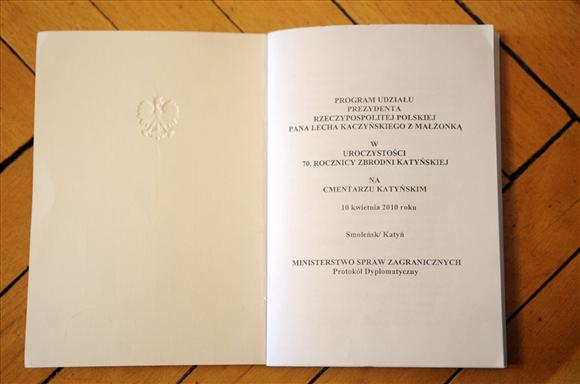 PROGRAM UDZIAŁU
PREZYDENTA
RZECZYPOSPOLITEJ POLSKIEJ
PANA LECHA KACZYŃSKIEGO Z MAŁŻONKĄ
W
UROCZYSTOŚCI
70. ROCZNICY ZBRODNI KATYŃSKIEJ
NA
CMENTARZU KATYŃSKIM
10 kwietnia 2010 roku
Smoleńsk/ Katyń
MINISTERSTWO SPRAW ZAGRANICZNYCH
Protokół Dyplomatyczny